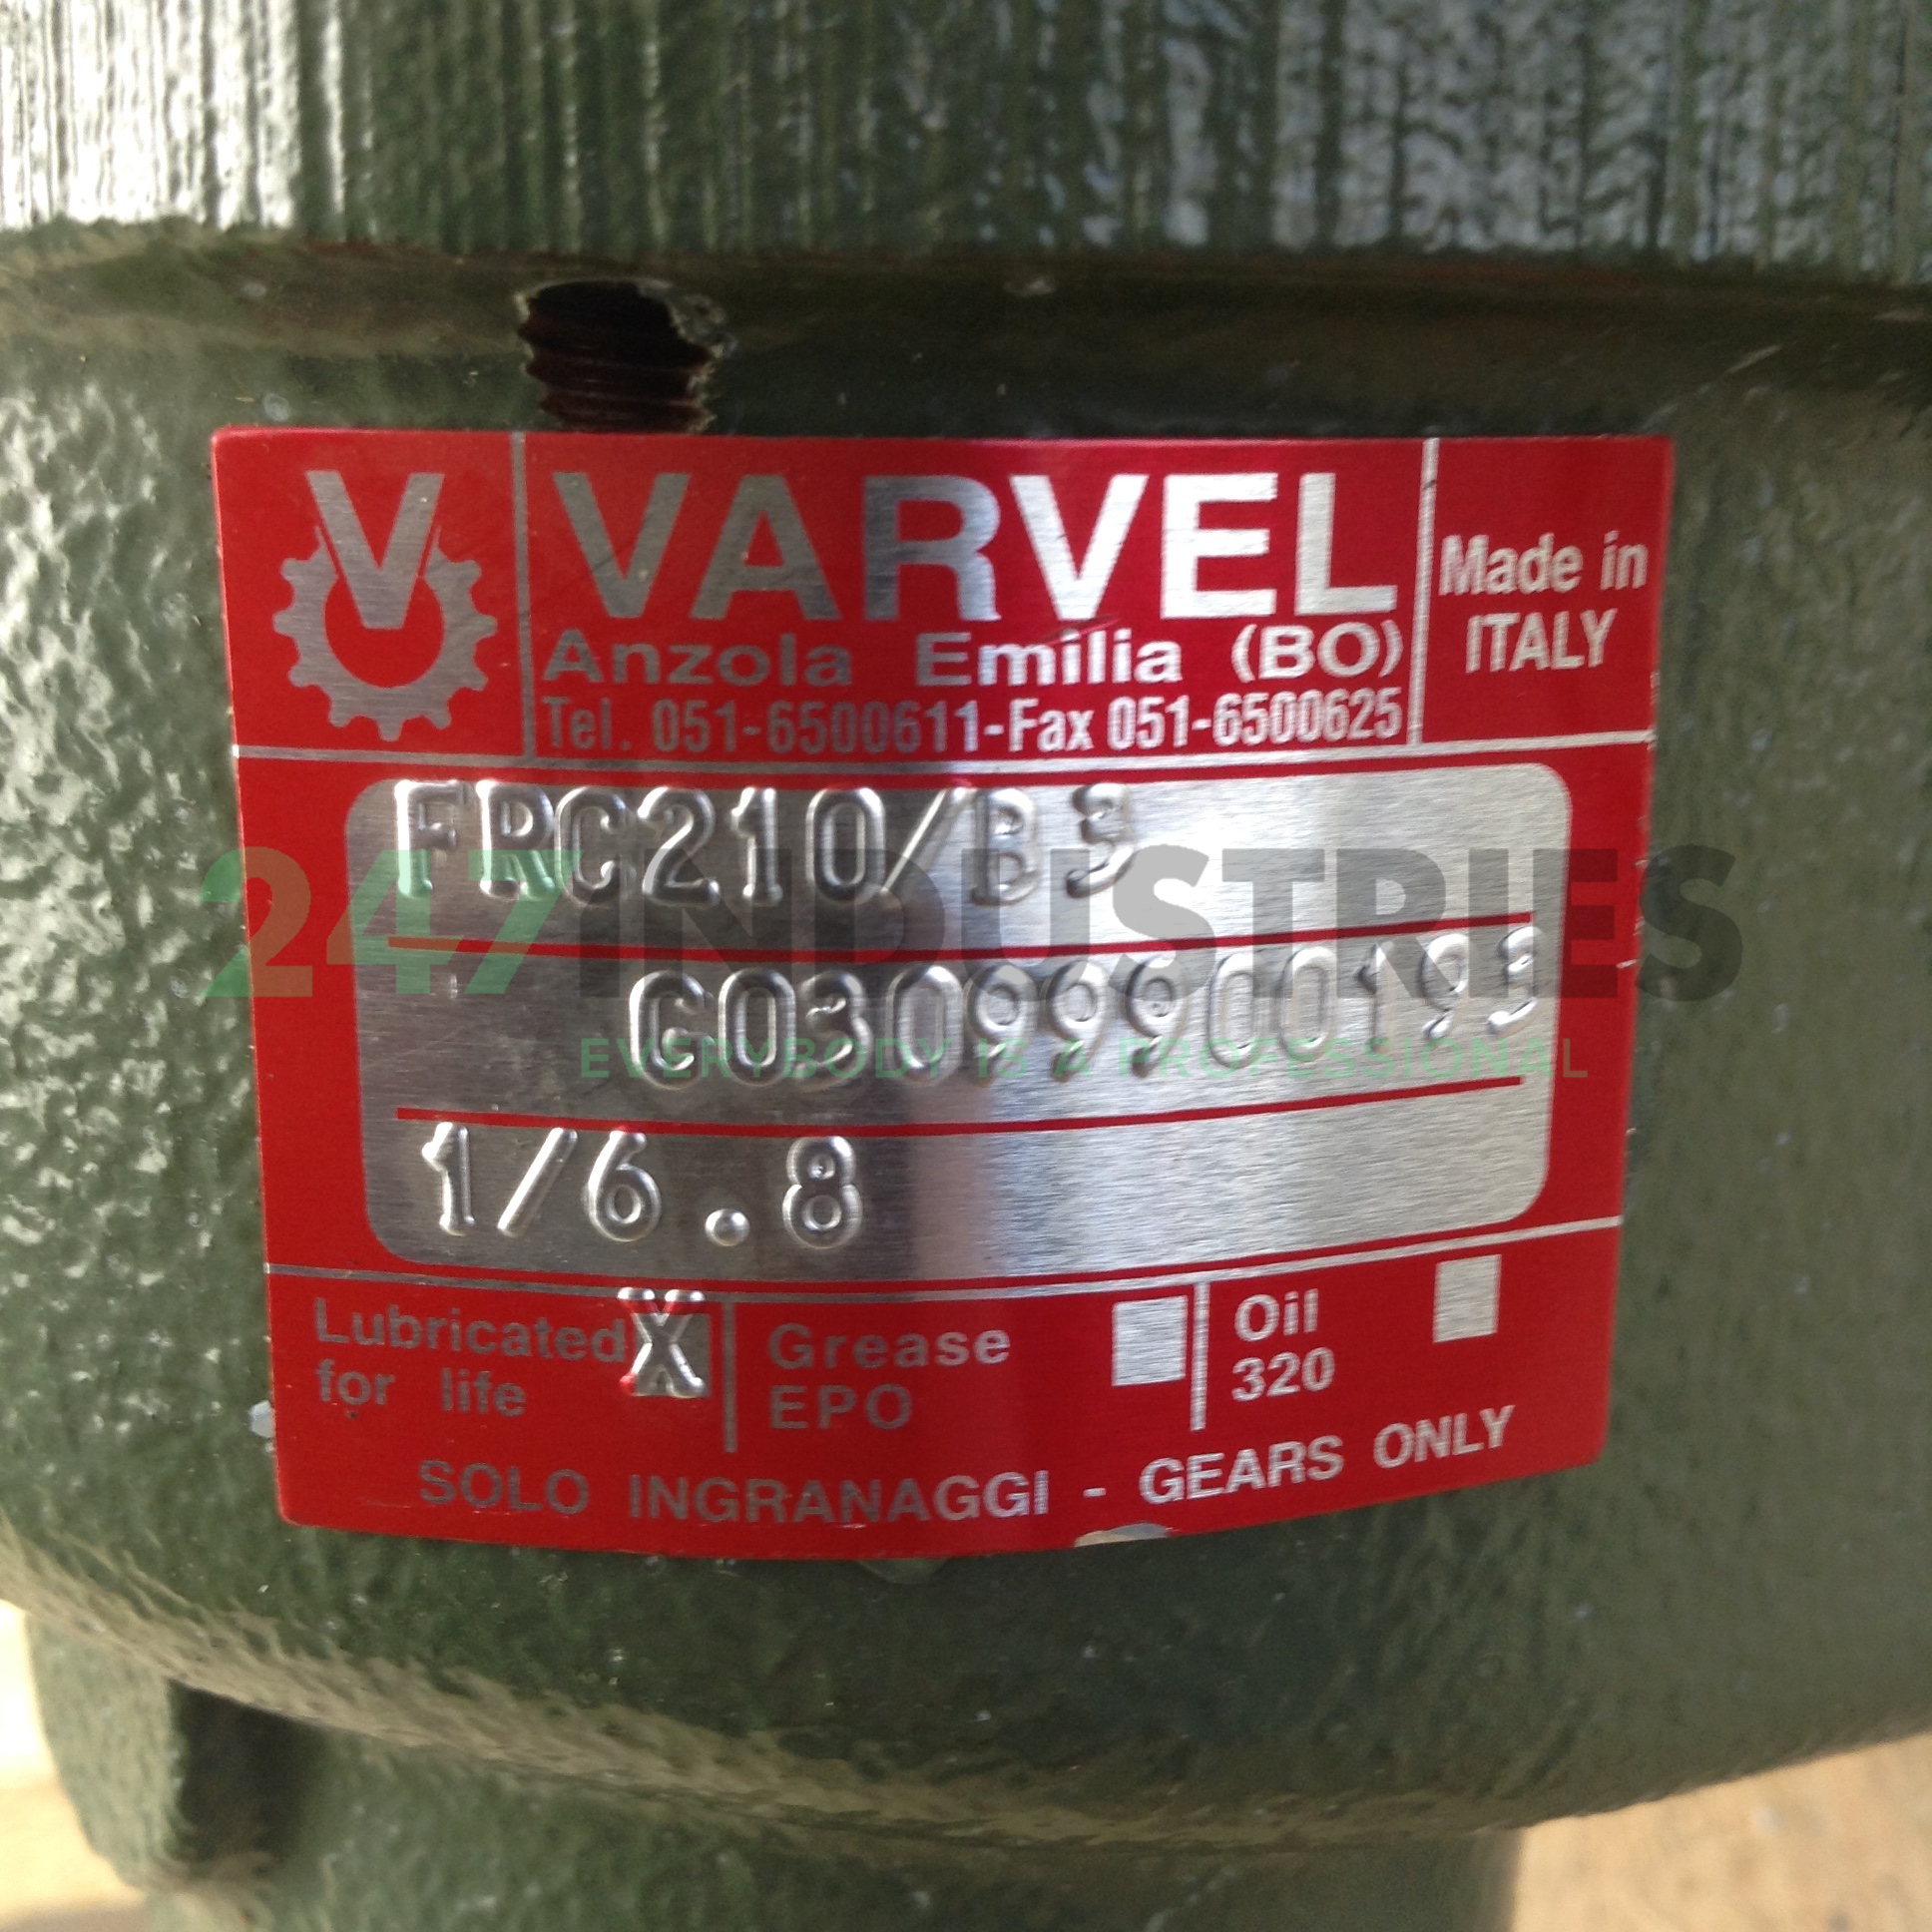 V VARVEL
Anzola Emilia (BO)
Tel. 051-6500611-Fax 051-6500625
Made in
ITALY
FRC210/B3
247INDUSTRIES
G03099900193
EVERYBODY IS A PROFESSIONAL
1/6.8
Lubricated X
for life
Grease
EPO
Oil
320
SOLO INGRANAGGI - GEARS ONLY